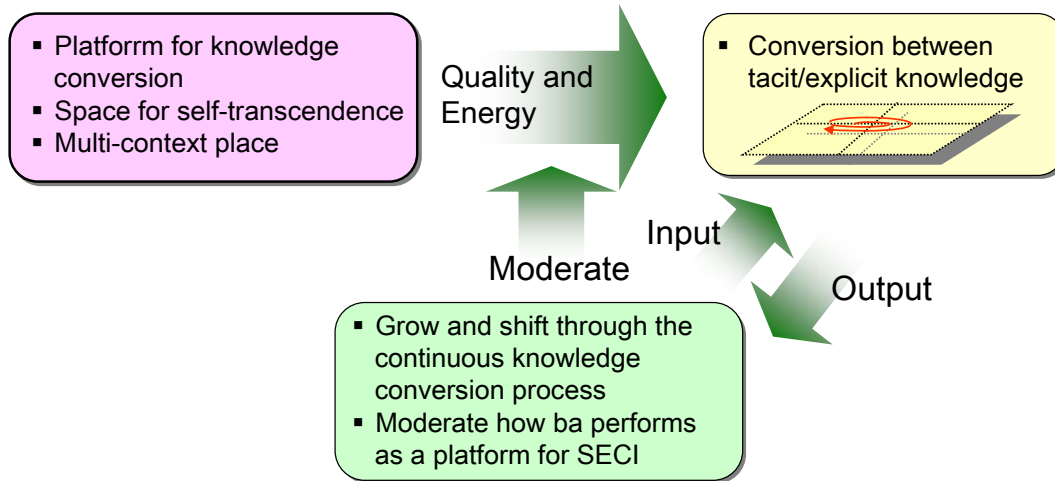 ▪ Platforrm for knowledge
conversion
▪ Space for self-transcendence
▪ Multi-context place
Quality and
Energy
▪ Conversion between
tacit/explicit knowledge
Input
Moderate
Output
▪ Grow and shift through the
continuous knowledge
conversion process
▪ Moderate how ba performs
as a platform for SECI